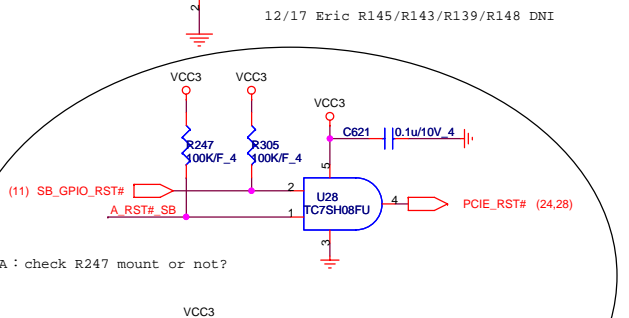 2
12/17 Eric R145/R143/R139/R148 DNI
VCC3
VCC3
VCC3
R247
100K/F_4
R305
100K/F_4
C621
0.1u/10V_4
5
(11) SB_GPIO_RST#
2
U28
TC7SH08FU
4
PCIE_RST# (24,28)
A_RST#_SB
1
3
A：check R247 mount or not?
VCC3